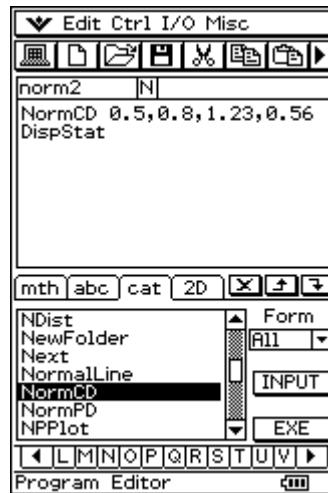 Edit Ctrl I/O Misc
norm2 N
NormCD 0.5,0.8,1.23,0.56
DispStat
mth abc cat 2D
NDist
NewFolder
Next
NormalLine
NormCD
NormPD
NPPlot
Form
All
INPUT
EXE
L M N O P Q R S T U V
Program Editor